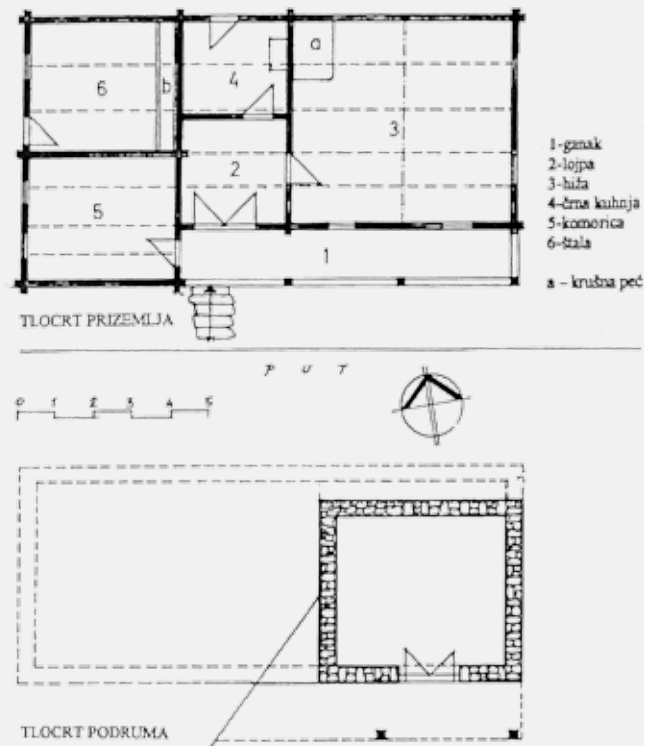 a
6
b
4
3
2
5
1
1-ganak
2-lojpa
3-hiža
4-črna kuhnja
5-komorica
6-štala
a – krušna peć
TLOCRT PRIZEMLJA
P U T
0 1 2 3 4 5
TLOCRT PODRUMA